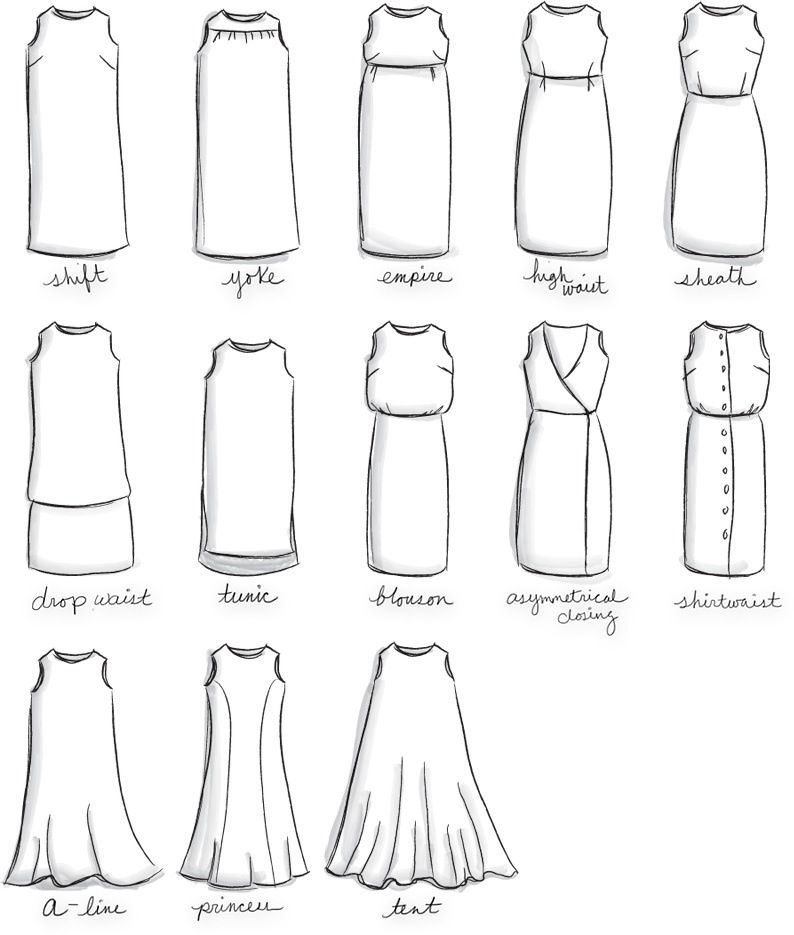 shift
yoke
empire
high
waist
sheath
drop waist
tunic
blouson
asymmetrical
closing
shirtwaist
a-line
princess
tent